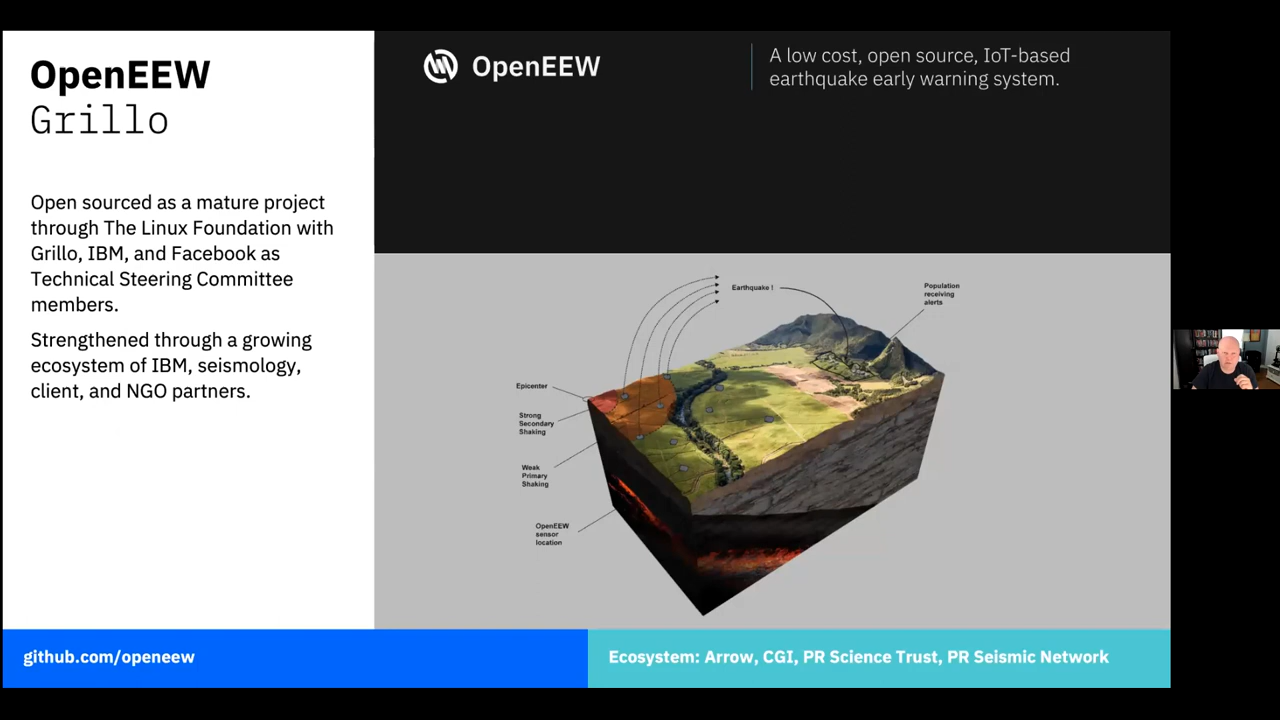 OpenEEW
Grillo
Open sourced as a mature project
through The Linux Foundation with
Grillo, IBM, and Facebook as
Technical Steering Committee
members.
Strengthened through a growing
ecosystem of IBM, seismology,
client, and NGO partners.
OpenEEW
A low cost, open source, IoT-based
earthquake early warning system.
Earthquake !
Population
receiving
alerts
Epicenter
Strong
Secondary
Shaking
Weak
Primary
Shaking
OpenEEW
sensor
location
github.com/openeew
Ecosystem: Arrow, CGI, PR Science Trust, PR Seismic Network